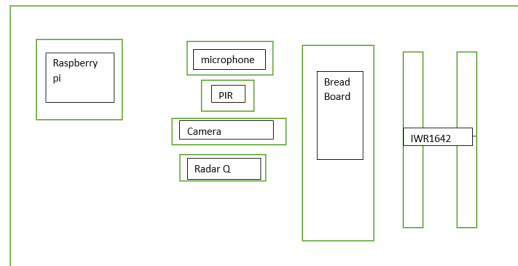 Raspberry
pi
microphone
PIR
Camera
Radar Q
Bread
Board
IWR1642